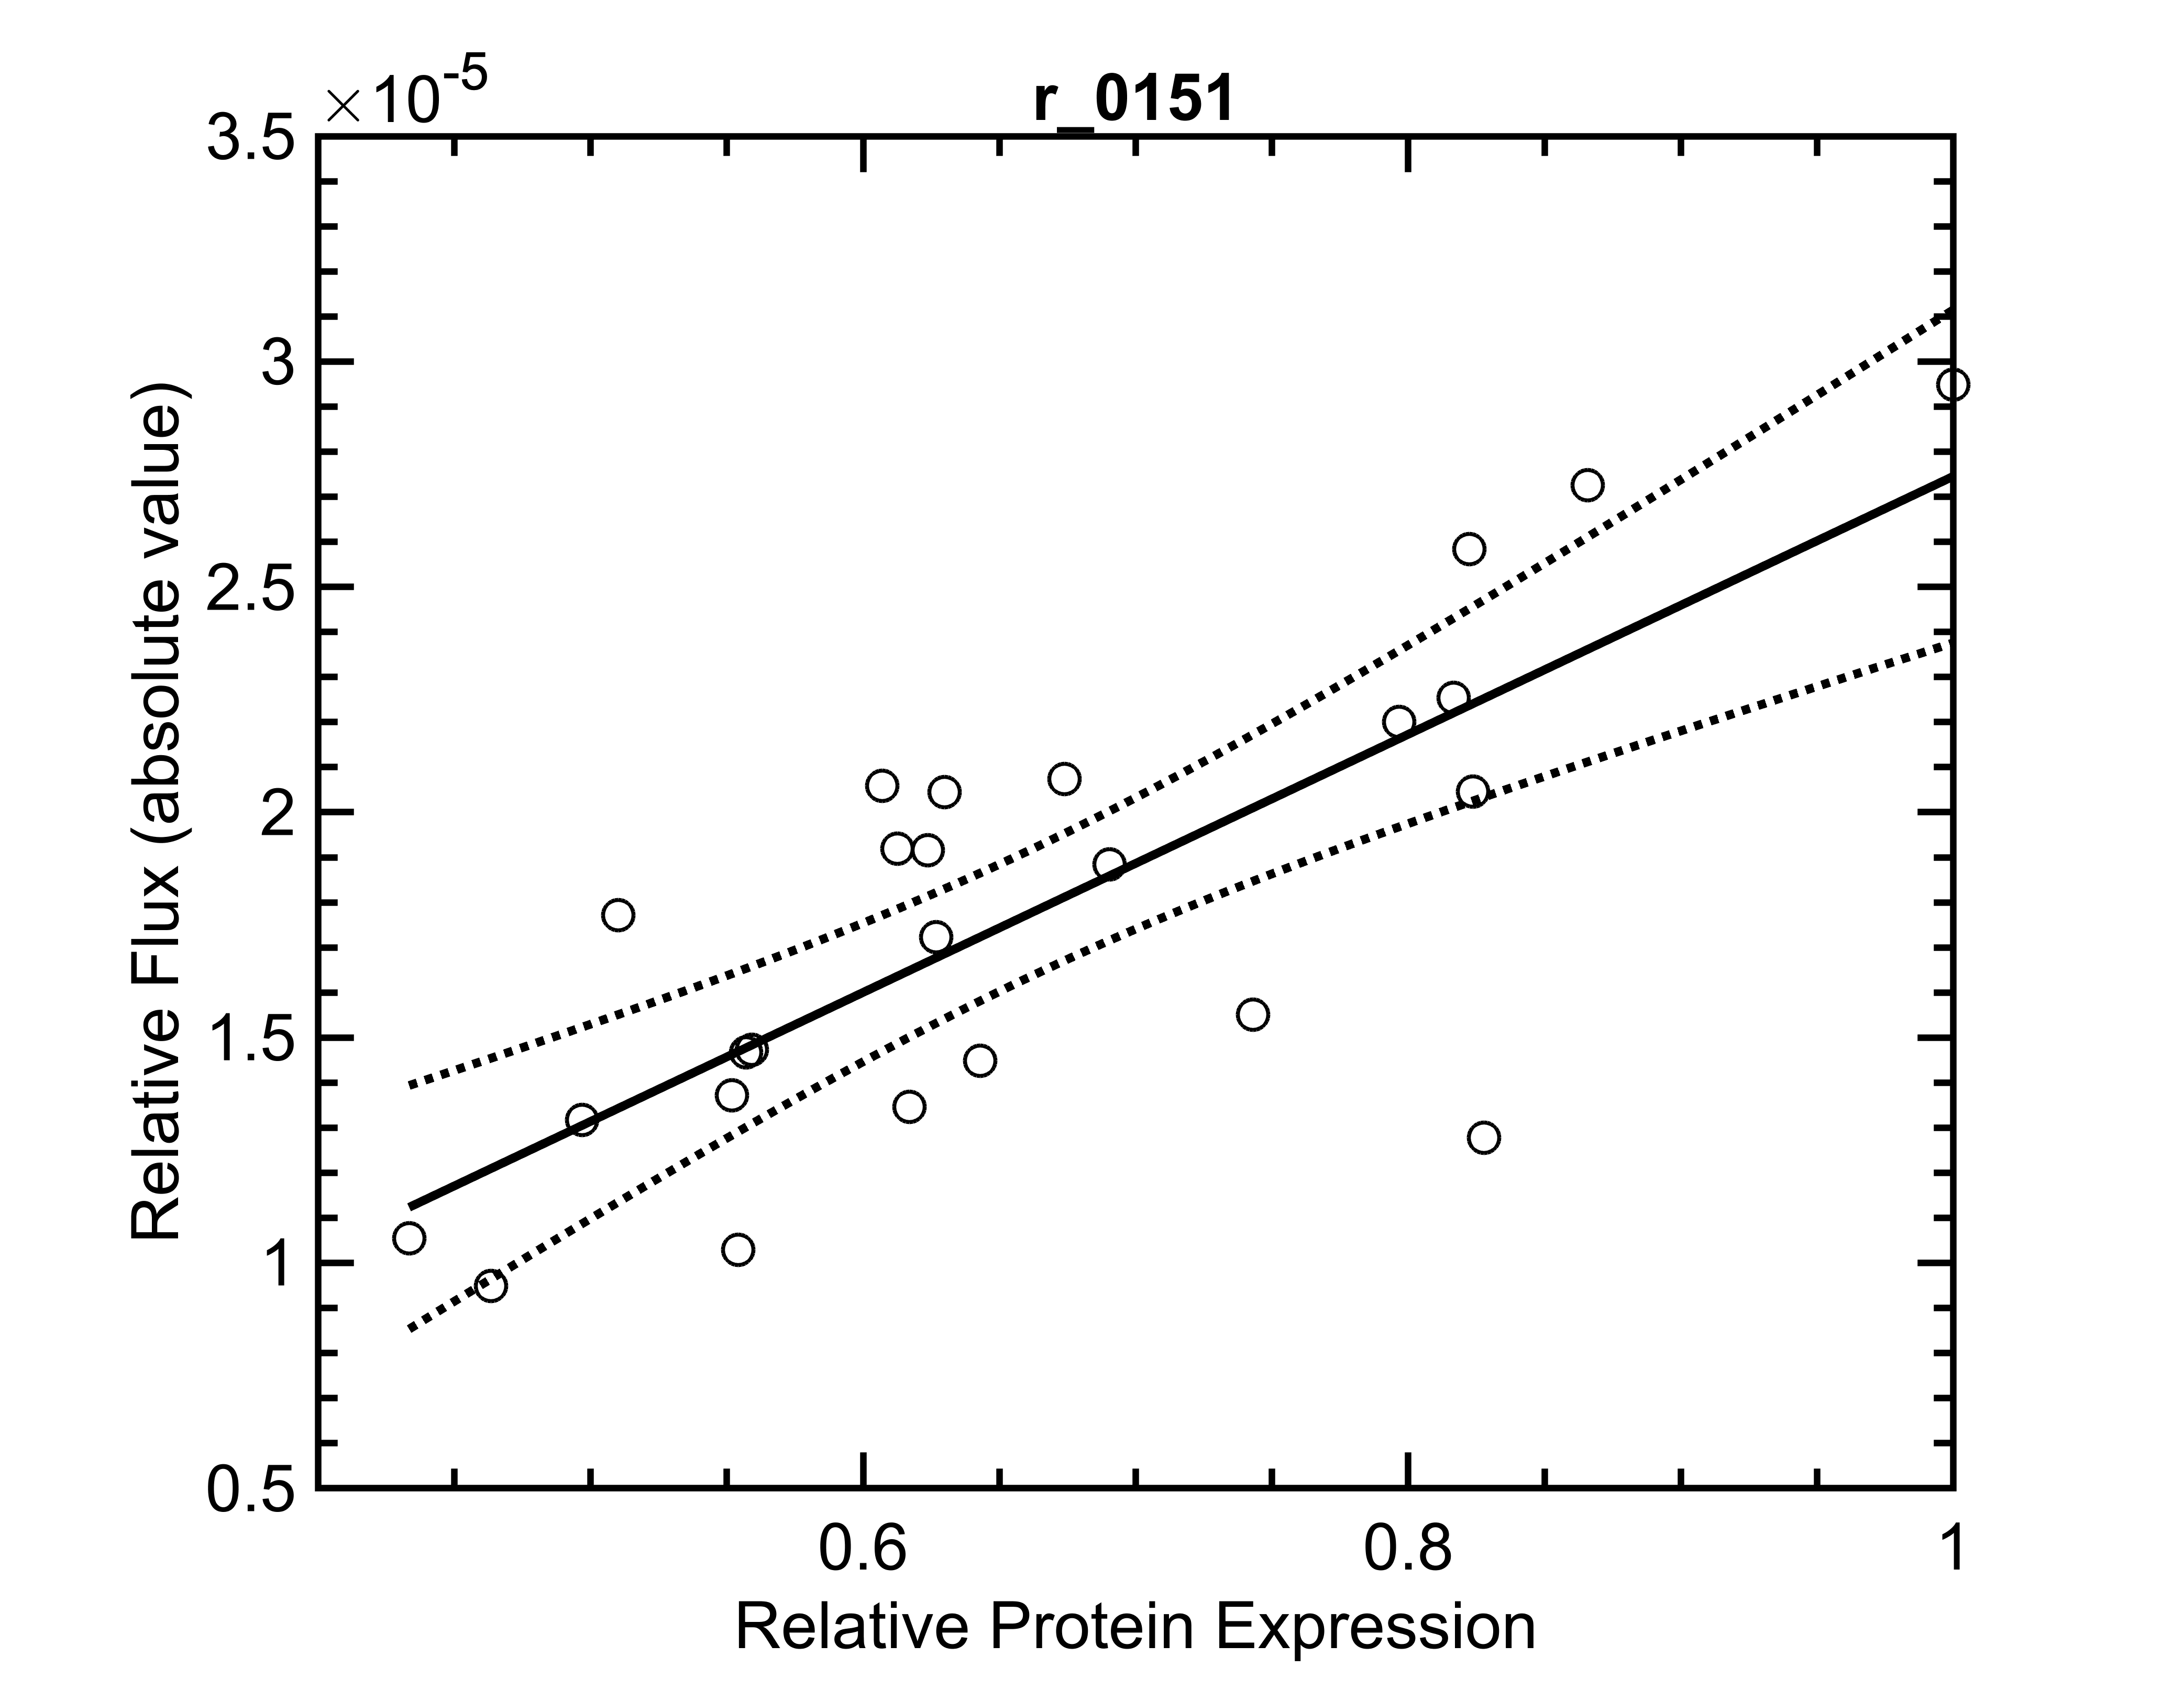 ×10-5
r_0151
3.5
3
2.5
2
1.5
1
0.5
Relative Flux (absolute value)
0.6 0.8 1
Relative Protein Expression